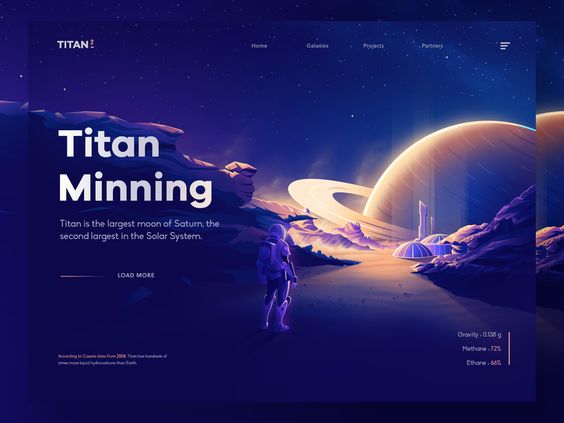 TITAN
Home Galaxies Projects Partners
Titan
Minning
Titan is the largest moon of Saturn, the
second largest in the Solar System.
LOAD MORE
Gravity : 0.138 g
Methane : 72%
Ethane : 66%
According to Cassini data from 2008, Titan has hundreds of
times more liquid hydrocarbons than Earth.